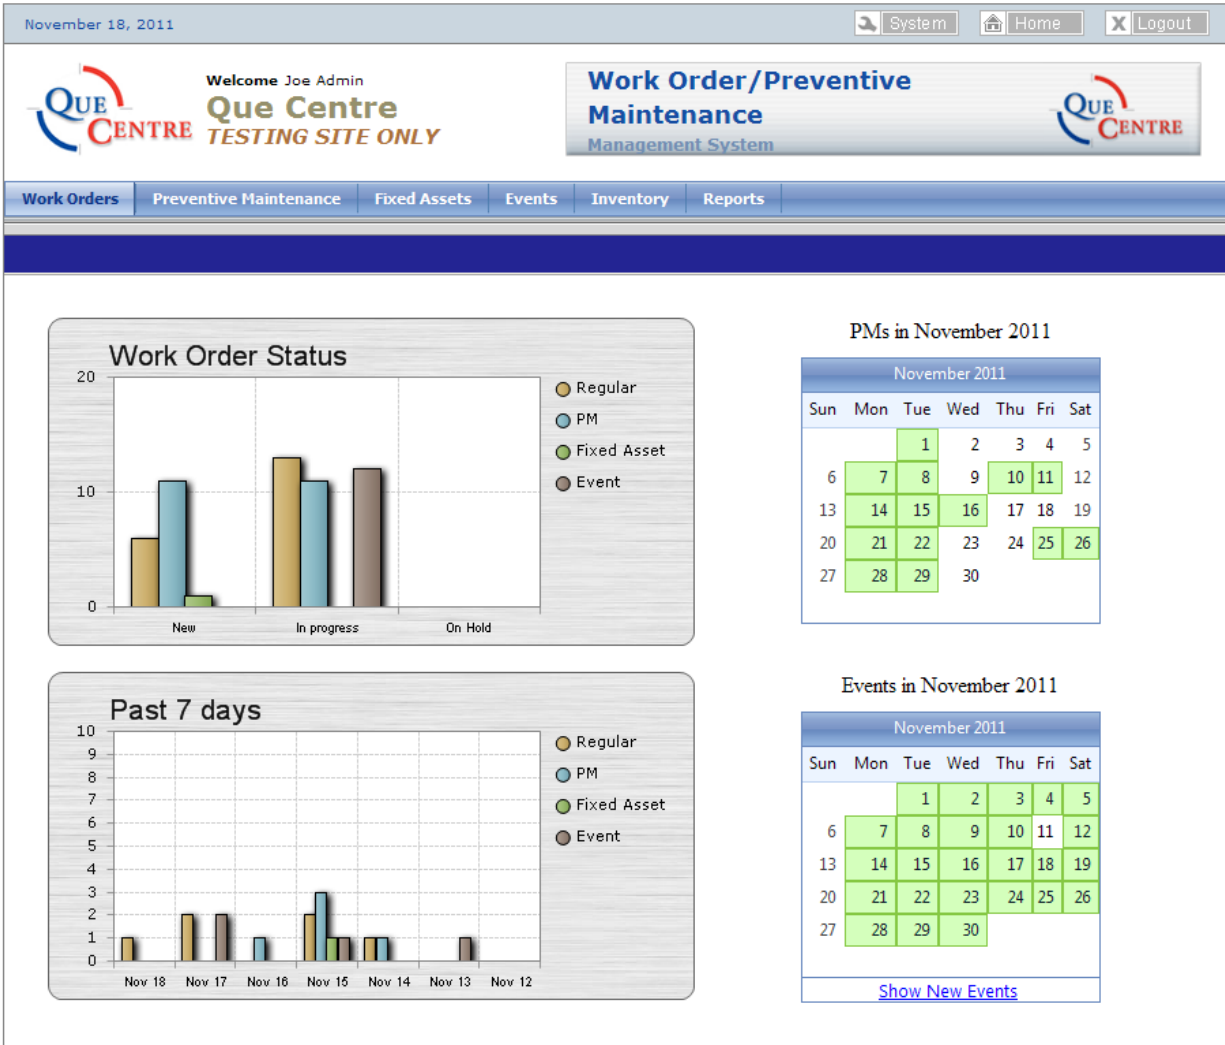 November 18, 2011
System
Home
X Logout
QUE CENTRE
Welcome Joe Admin
Que Centre
TESTING SITE ONLY
Work Order/Preventive
Maintenance
Management System
QUE CENTRE
Work Orders Preventive Maintenance Fixed Assets Events Inventory Reports
Work Order Status
20
10
0
New In progress On Hold
Regular
PM
Fixed Asset
Event
PMs in November 2011
November 2011
Sun Mon Tue Wed Thu Fri Sat
1 2 3 4 5
6 7 8 9 10 11 12
13 14 15 16 17 18 19
20 21 22 23 24 25 26
27 28 29 30
Past 7 days
10
9
8
7
6
5
4
3
2
1
0
Nov 18 Nov 17 Nov 16 Nov 15 Nov 14 Nov 13 Nov 12
Regular
PM
Fixed Asset
Event
Events in November 2011
November 2011
Sun Mon Tue Wed Thu Fri Sat
1 2 3 4 5
6 7 8 9 10 11 12
13 14 15 16 17 18 19
20 21 22 23 24 25 26
27 28 29 30
Show New Events